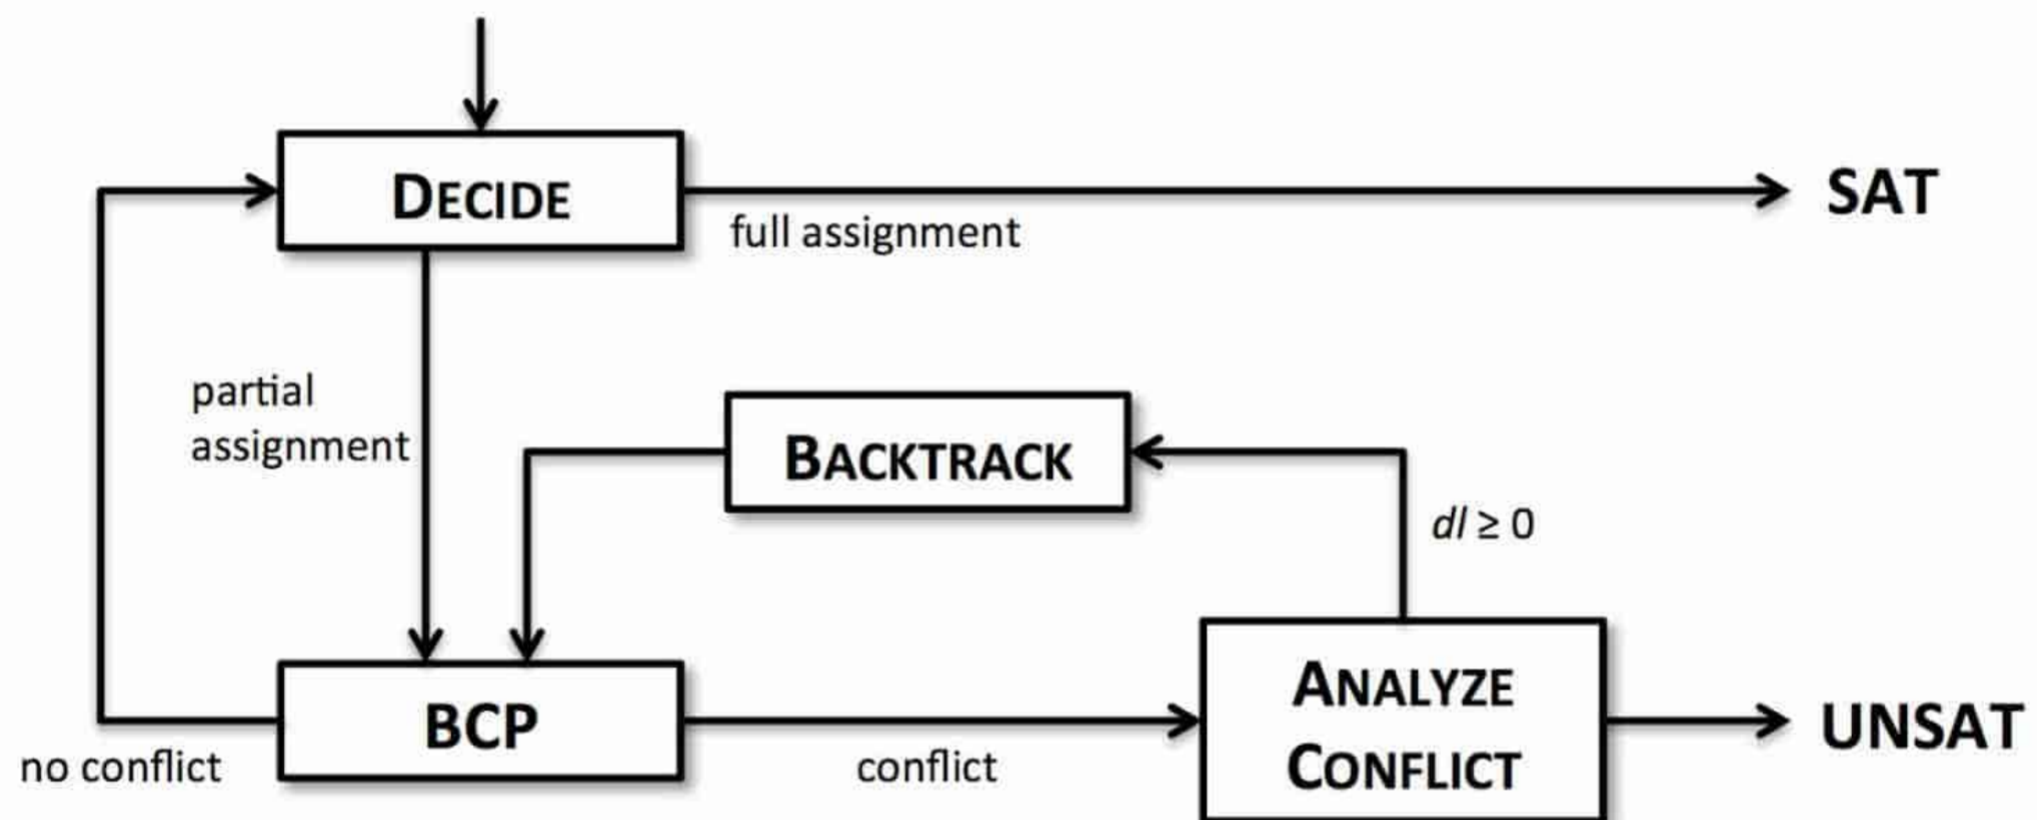 DECIDE
SAT
full assignment
partial
assignment
BACKTRACK
dl ≥ 0
BCP
ANALYZE
CONFLICT
UNSAT
no conflict
conflict